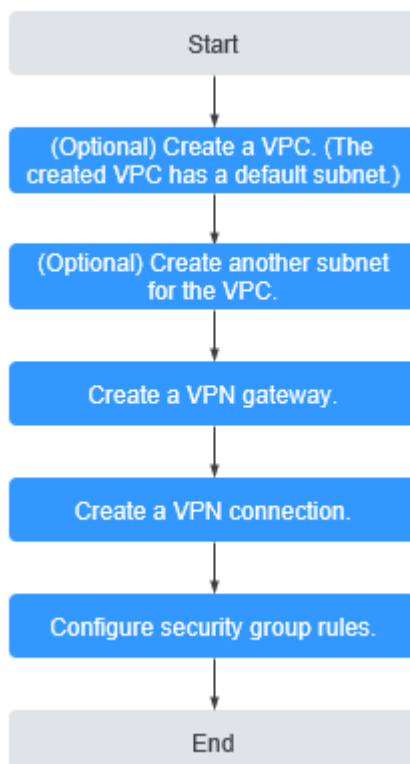 Start
(Optional) Create a VPC. (The
created VPC has a default subnet.)
(Optional) Create another subnet
for the VPC.
Create a VPN gateway.
Create a VPN connection.
Configure security group rules.
End